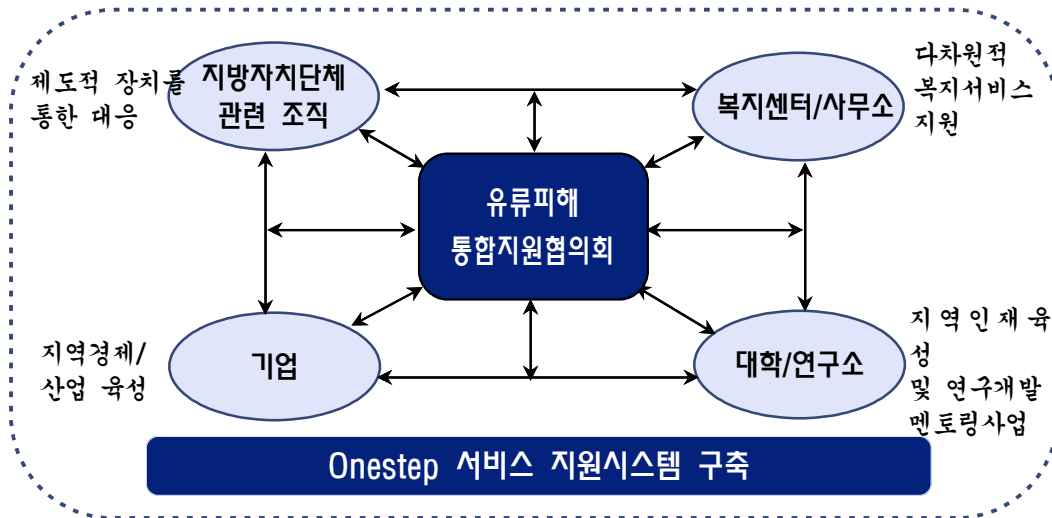 제도적 장치를
통한 대응
지방자치단체
관련 조직
복지센터/사무소
다차원적
복지서비스
지원
유류피해
통합지원협의회
지역경제/
산업 육성
기업
대학/연구소
지역인재육
성
및 연구개발
멘토링사업
Onestep 서비스 지원시스템 구축